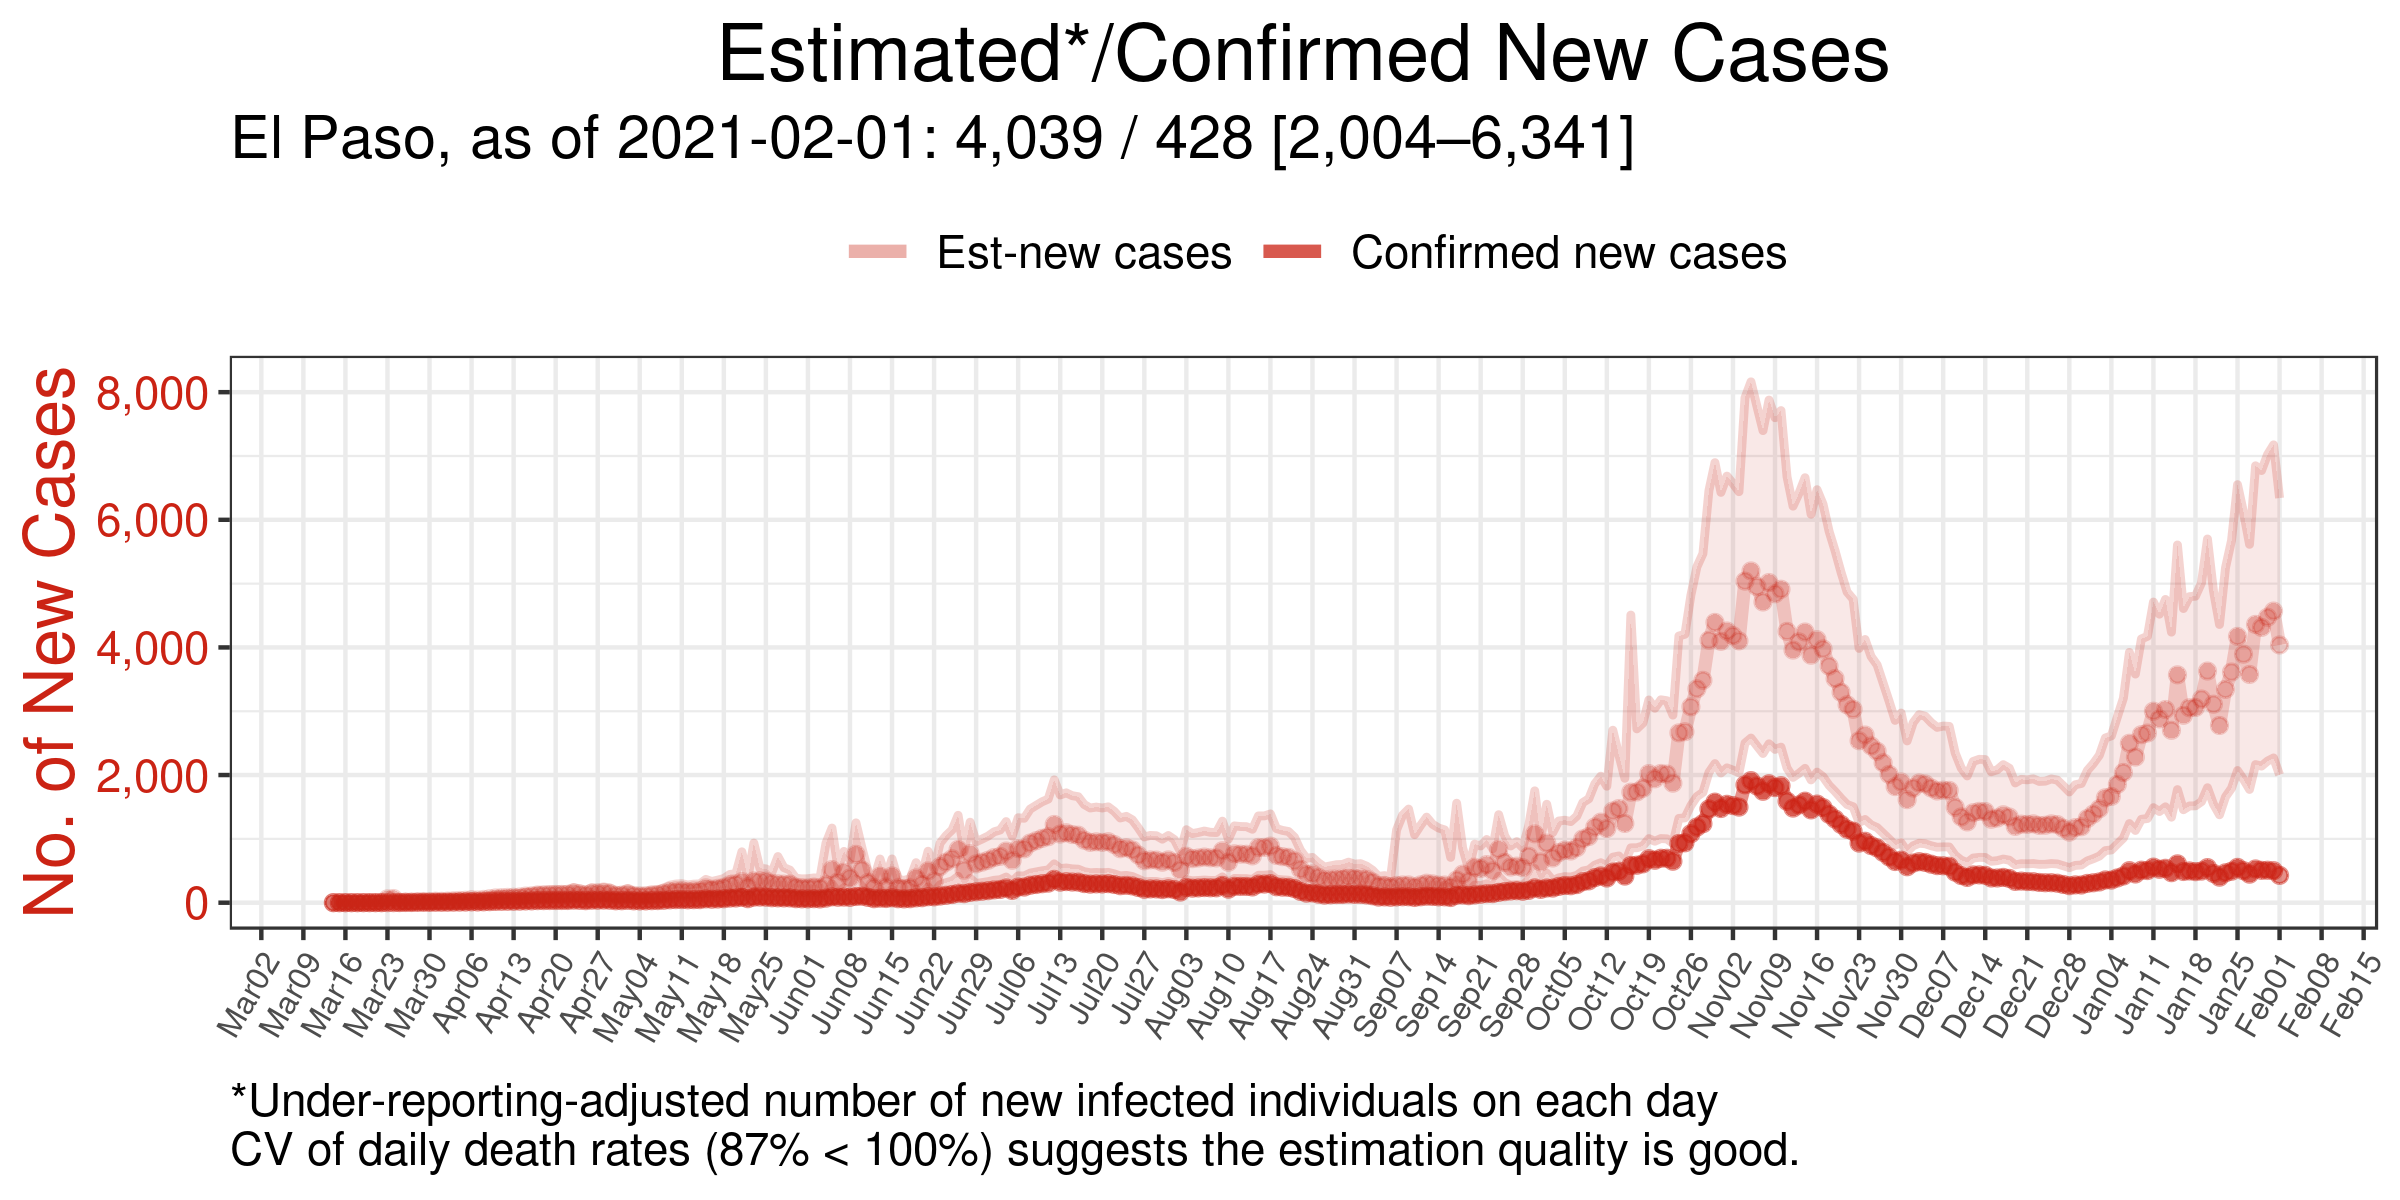 Estimated*/Confirmed New Cases
El Paso, as of 2021-02-01: 4,039 / 428 [2,004–6,341]
Est-new cases
Confirmed new cases
No. of New Cases
8,000
6,000
4,000
2,000
0
Mar02
Mar09
Mar16
Mar23
Mar30
Apr06
Apr13
Apr20
Apr27
May04
May11
May18
May25
Jun01
Jun08
Jun15
Jun22
Jun29
Jul06
Jul13
Jul20
Jul27
Aug03
Aug10
Aug17
Aug24
Aug31
Sep07
Sep14
Sep21
Sep28
Oct05
Oct12
Oct19
Oct26
Nov02
Nov09
Nov16
Nov23
Nov30
Dec07
Dec14
Dec21
Dec28
Jan04
Jan11
Jan18
Jan25
Feb01
Feb08
Feb15
*Under-reporting-adjusted number of new infected individuals on each day
CV of daily death rates (87% < 100%) suggests the estimation quality is good.